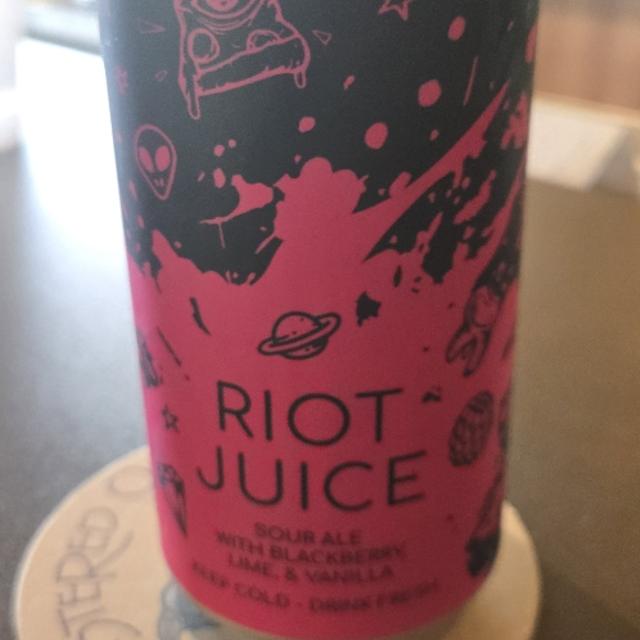 RIOT
JUICE
SOUR ALE
WITH BLACKBERRY,
LIME, & VANILLA
KEEP COLD - DRINK FRESH